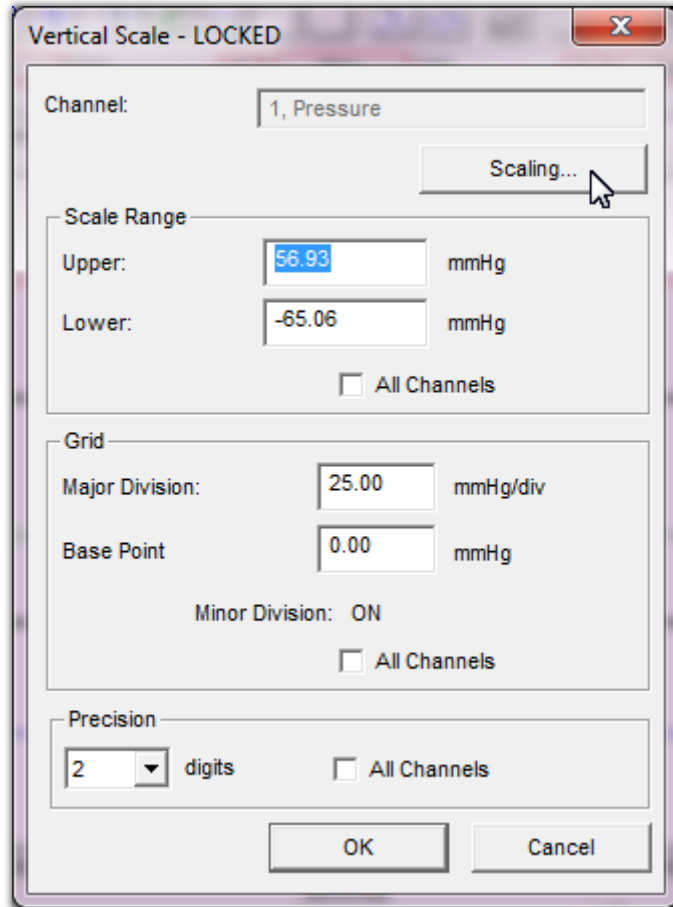 Vertical Scale - LOCKED
Channel: 1, Pressure
Scaling...
Scale Range
Upper: 56.93 mmHg
Lower: -65.06 mmHg
All Channels
Grid
Major Division: 25.00 mmHg/div
Base Point 0.00 mmHg
Minor Division: ON
All Channels
Precision
2 digits All Channels
OK Cancel